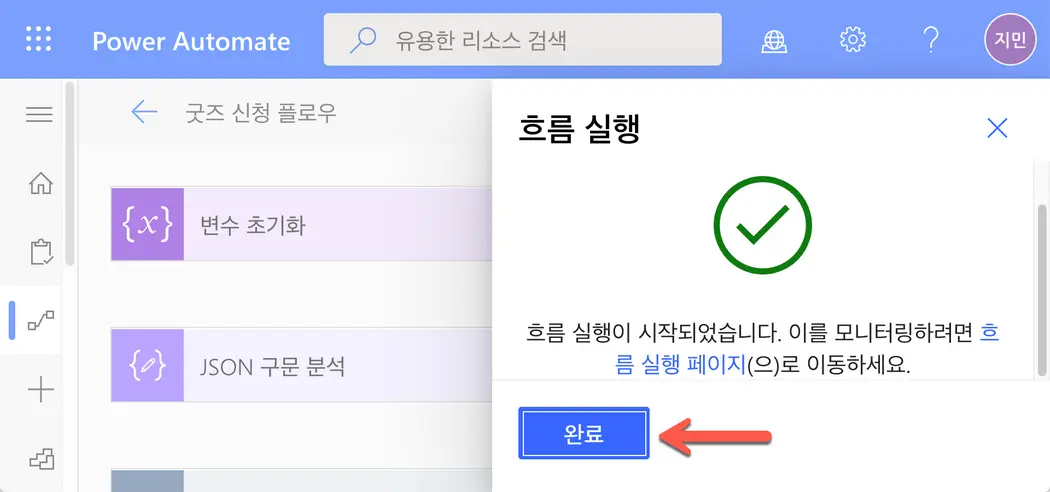 Power Automate
유용한 리소스 검색
지민
굿즈 신청 플로우
{x} 변수 초기화
JSON 구문 분석
흐름 실행
흐름 실행이 시작되었습니다. 이를 모니터링하려면 흐
름 실행 페이지(으)로 이동하세요.
완료